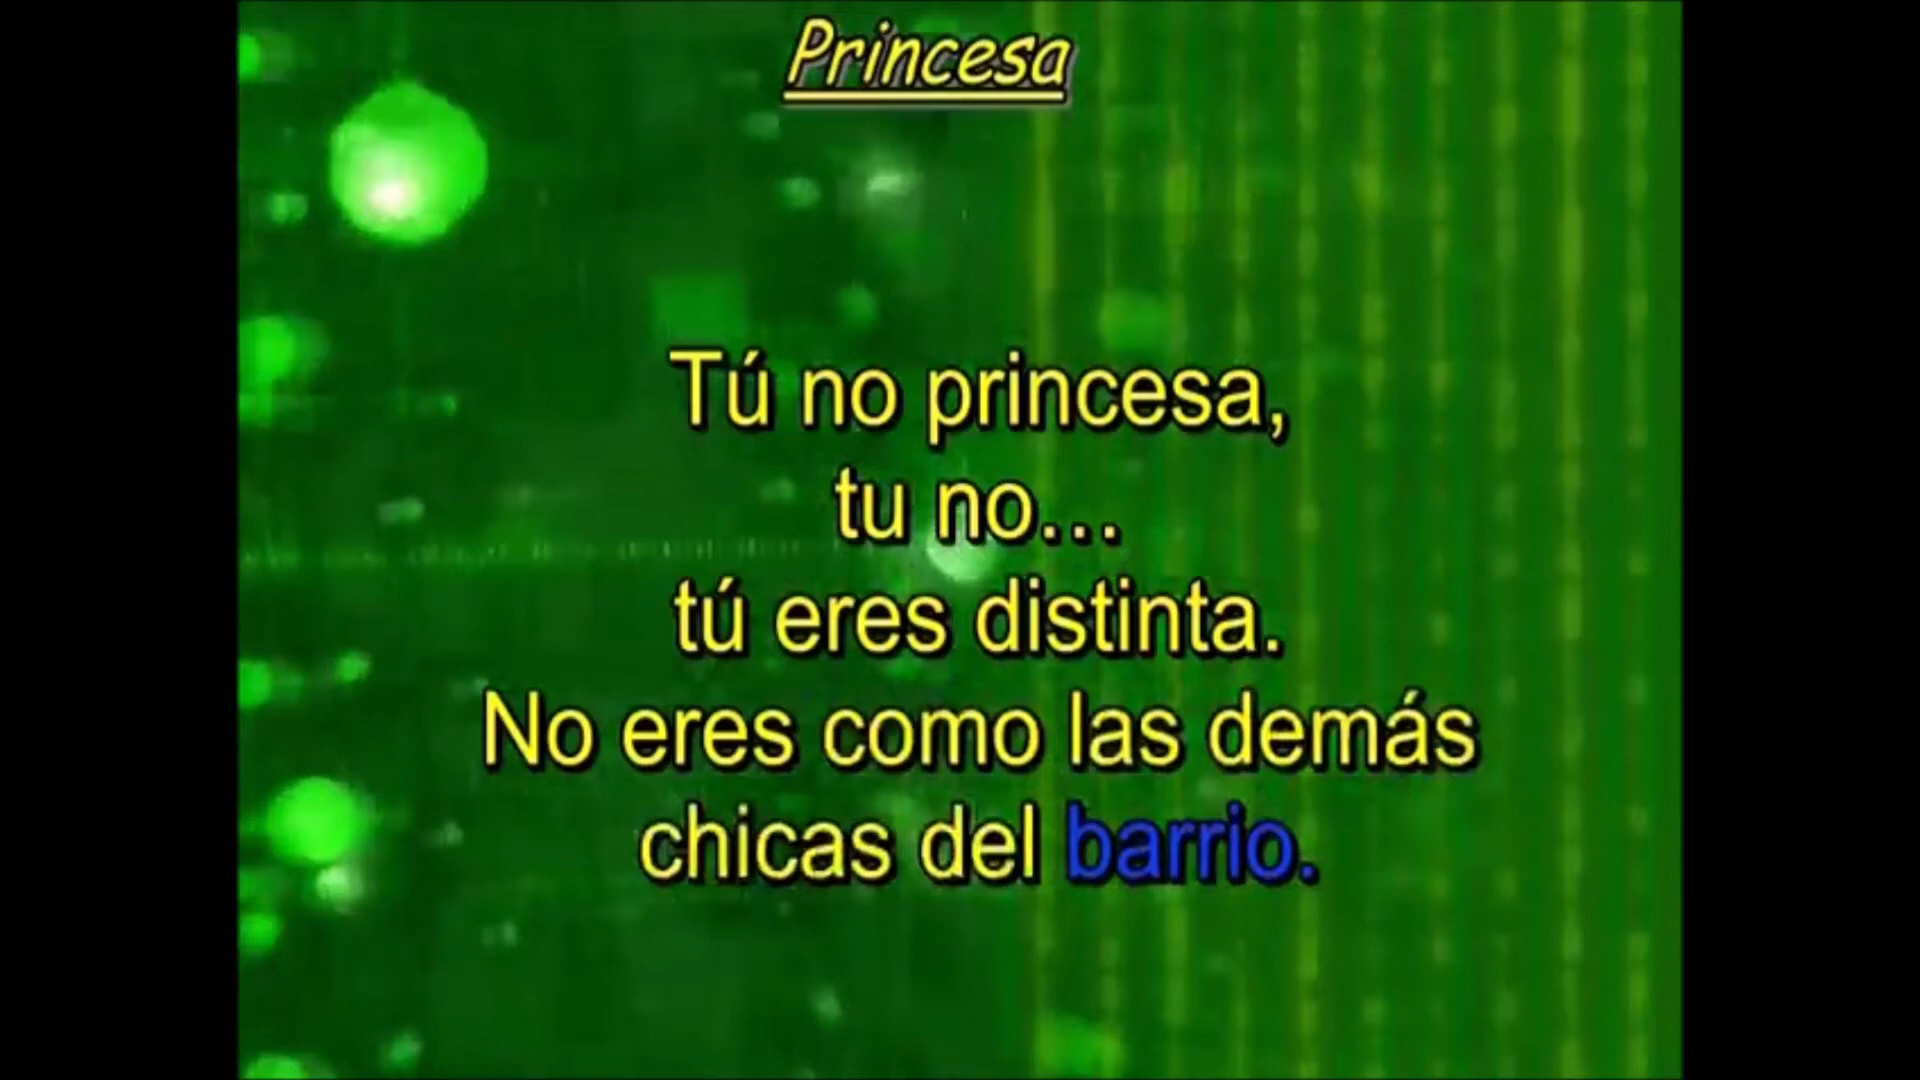 Princesa
Tú no princesa,
tu no...
tú eres distinta.
No eres como las demás
chicas del barrio.